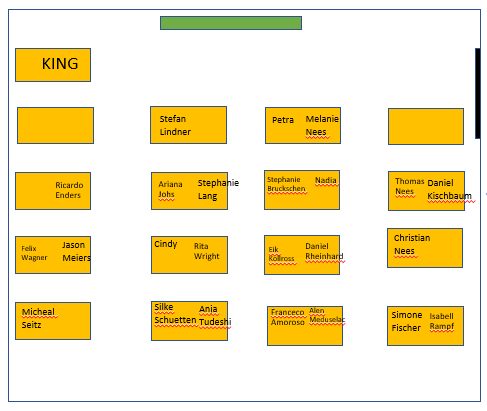 KING
Stefan
Lindner
Petra
Melanie
Nees
Ricardo
Enders
Ariana
Johs
Stephanie
Lang
Stephanie
Bruckschen
Nadia
Thomas
Nees
Daniel
Kischbaum
Felix
Wagner
Jason
Meiers
Cindy
Rita
Wright
Eik
Kollross
Daniel
Rheinhard
Christian
Nees
Micheal
Seitz
Silke
Schuetten
Anja
Tudeshi
Franceco
Amoroso
Alen
Meduselac
Simone
Fischer
Isabell
Rampf